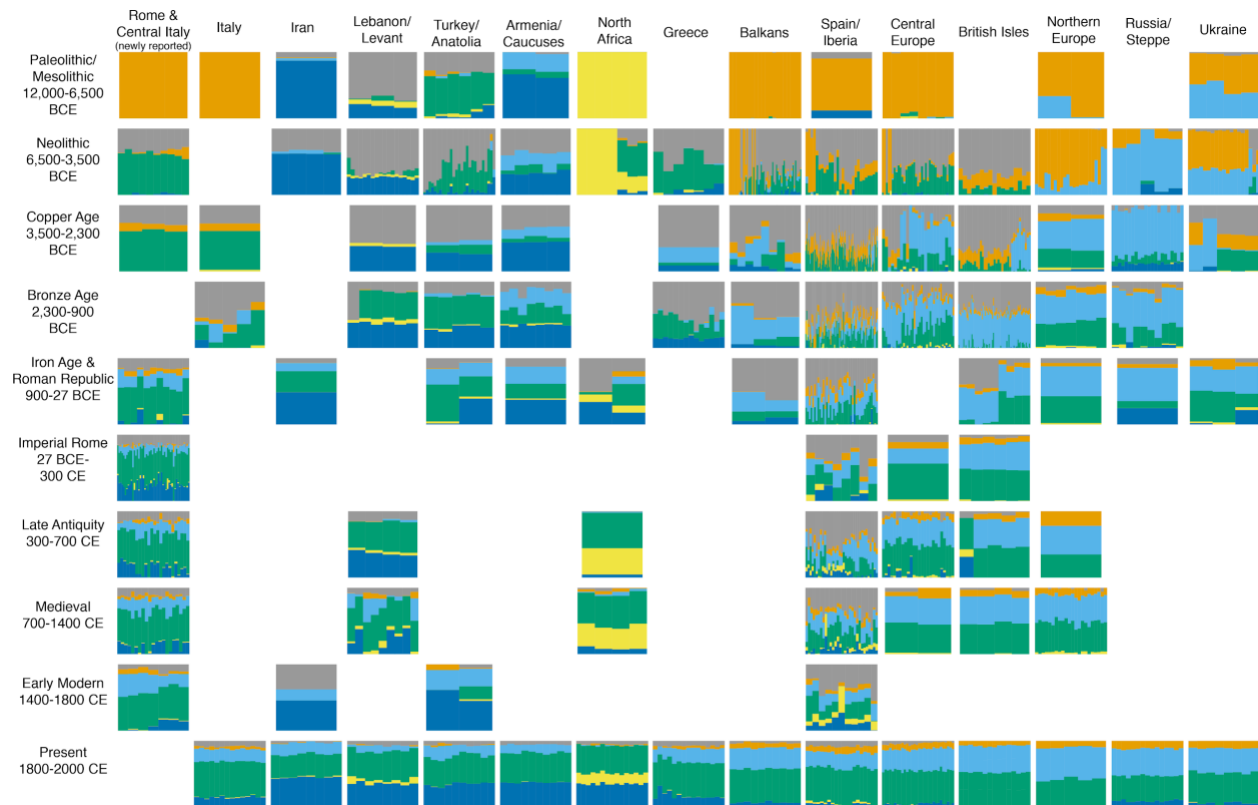 Rome &
Central Italy
(newly reported)
Italy
Iran
Lebanon/
Levant
Turkey/
Anatolia
Armenia/
Caucuses
North
Africa
Greece
Balkans
Spain/
Iberia
Central
Europe
British Isles
Northern
Europe
Russia/
Steppe
Ukraine
Paleolithic/
Mesolithic
12,000-6,500
BCE
Neolithic
6,500-3,500
BCE
Copper Age
3,500-2,300
BCE
Bronze Age
2,300-900
BCE
Iron Age &
Roman Republic
900-27 BCE
Imperial Rome
27 BCE-
300 CE
Late Antiquity
300-700 CE
Medieval
700-1400 CE
Early Modern
1400-1800 CE
Present
1800-2000 CE